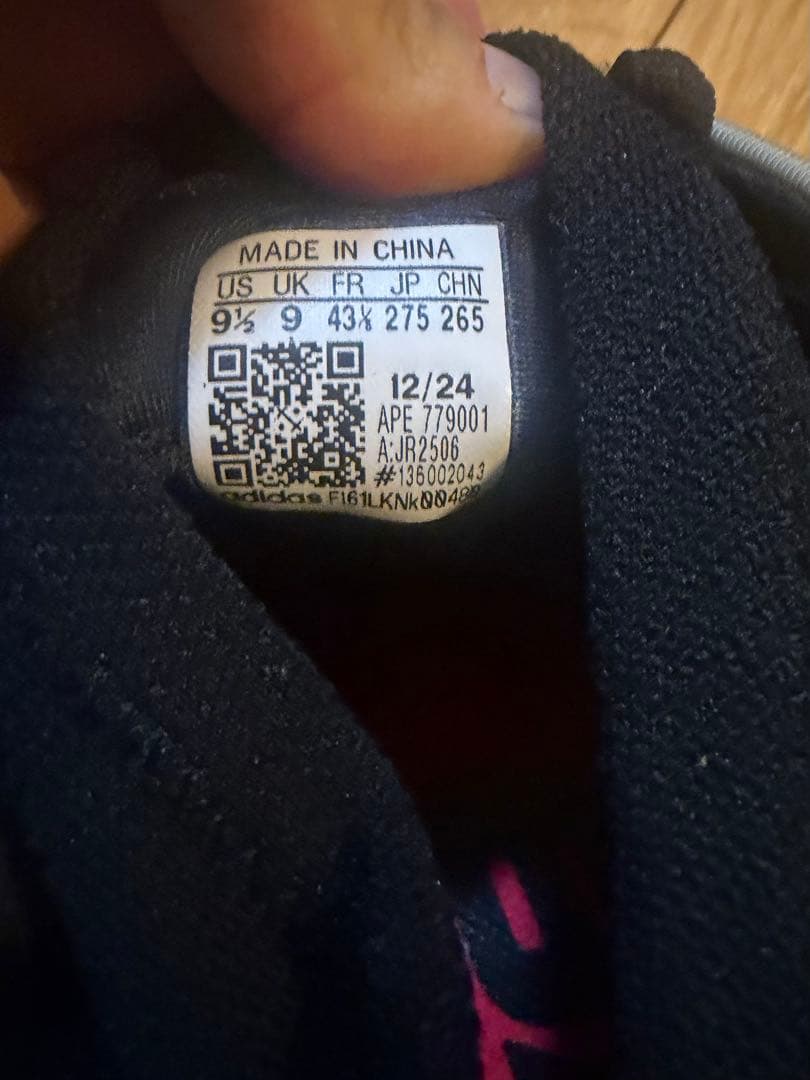 MADE IN CHINA
US UK FR JP CHN
9½ 9 43⅓ 275 265
12/24
APE 779001
A:JR2506
#136002043
adidas